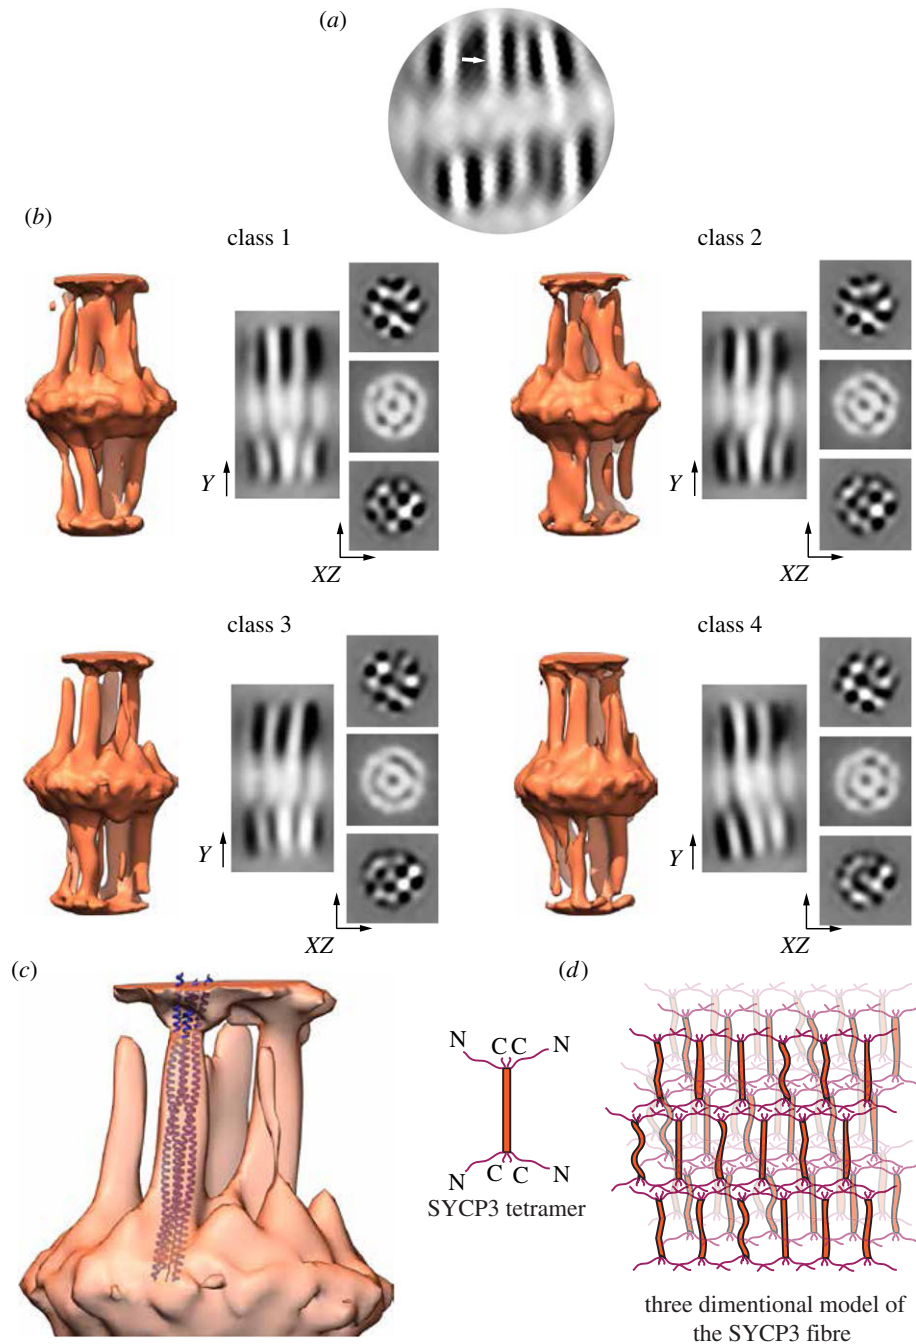 (a)
(b)
class 1
class 2
Y
XZ
Y
XZ
class 3
class 4
Y
XZ
Y
XZ
(c)
(d)
N C C N
N C C N
SYCP3 tetramer
three dimentional model of
the SYCP3 fibre